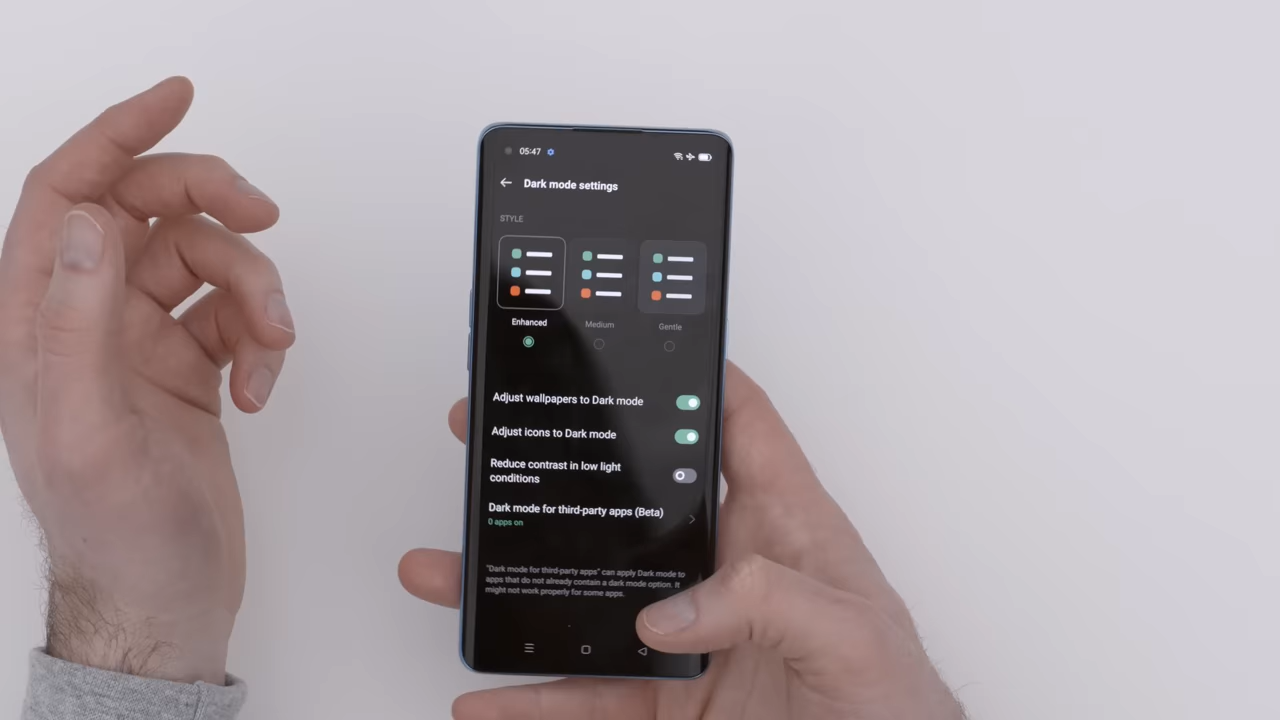 05:47
Dark mode settings
STYLE
Enhanced
Medium
Gentle
Adjust wallpapers to Dark mode
Adjust icons to Dark mode
Reduce contrast in low light
conditions
Dark mode for third-party apps (Beta)
0 apps on
"Dark mode for third-party apps" can apply Dark mode to
apps that do not already contain a dark mode option. It
might not work properly for some apps.